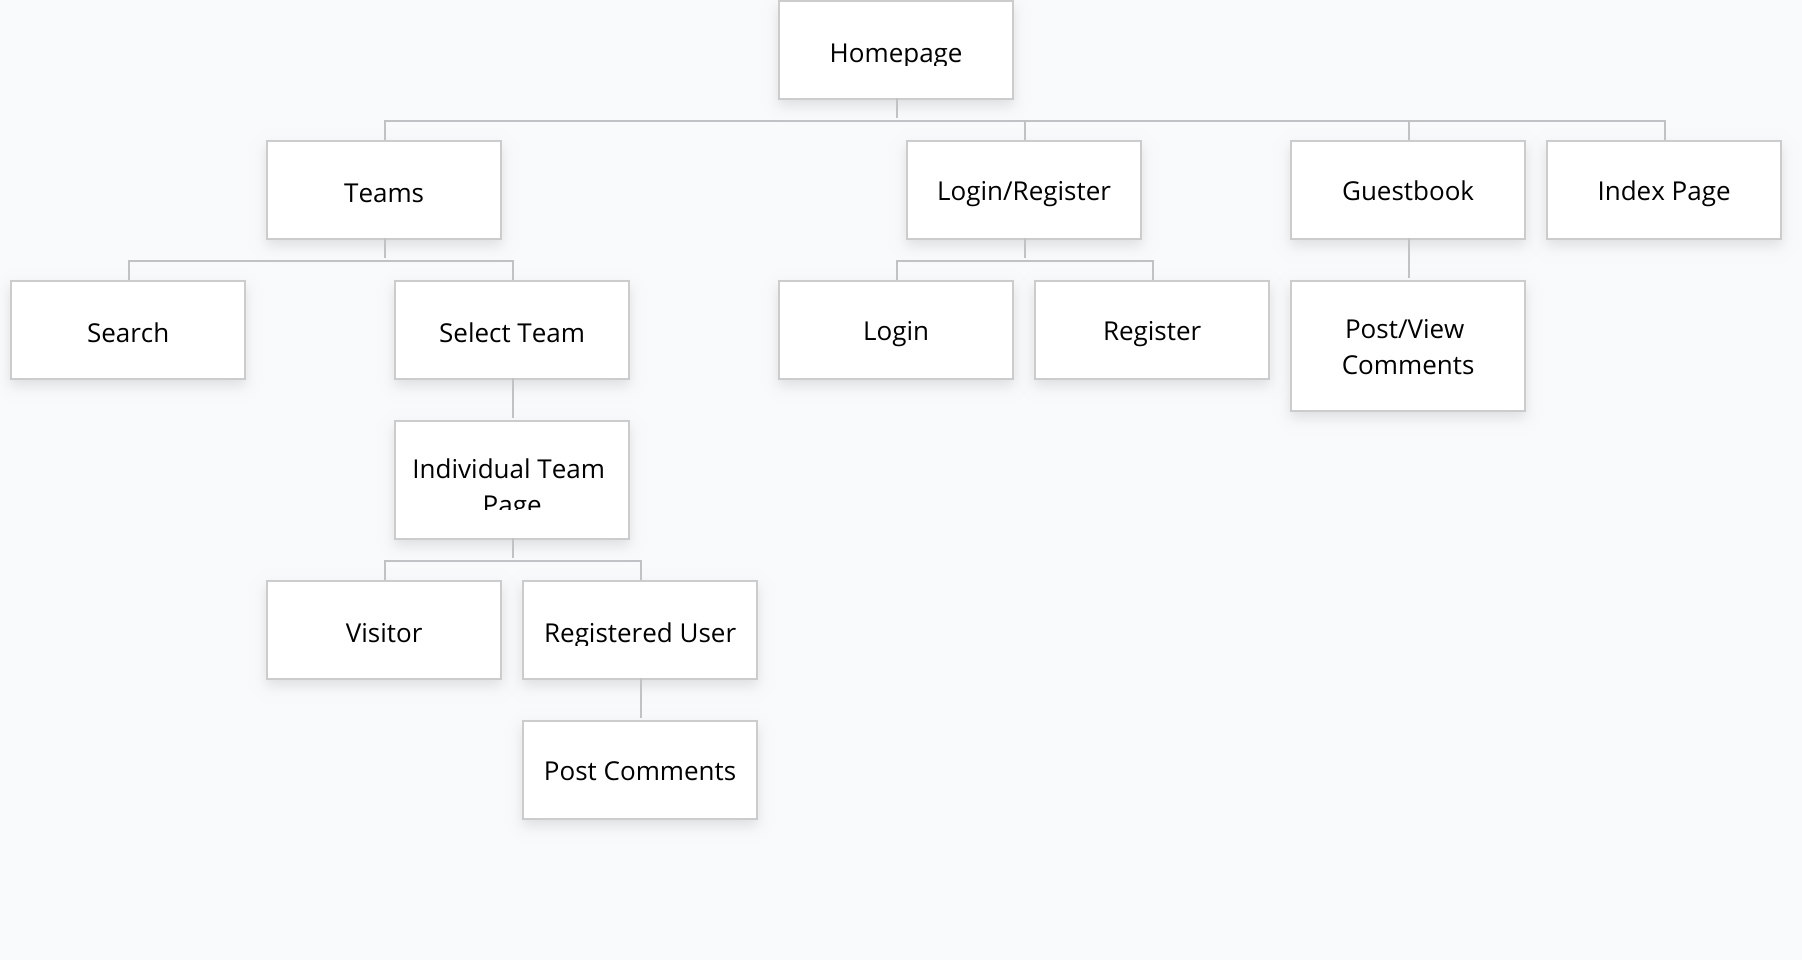 Homepage
Teams
Login/Register
Guestbook
Index Page
Search
Select Team
Login
Register
Post/View
Comments
Individual Team
Page
Visitor
Registered User
Post Comments